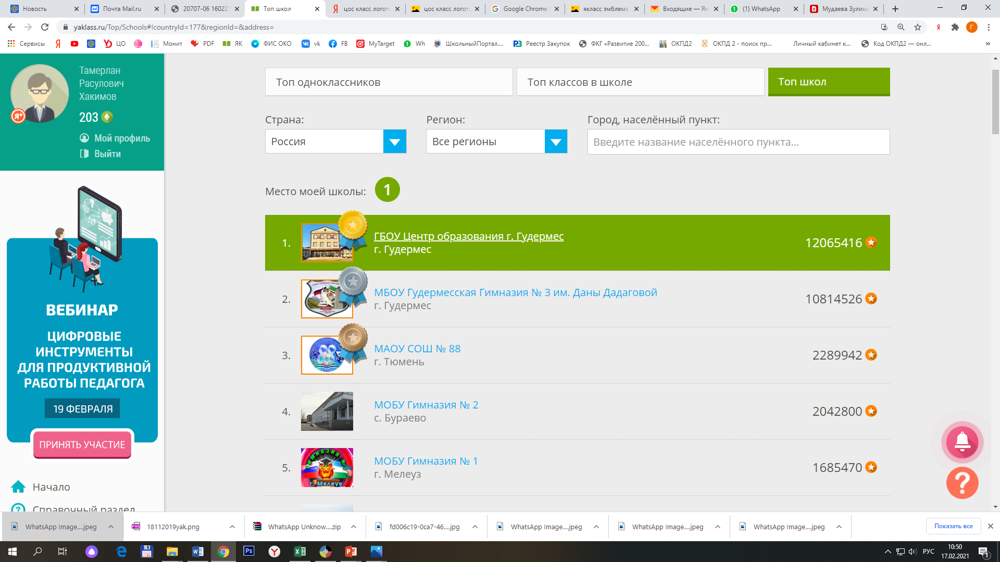 Новость
Почта Mail.ru
20707-06 16022
Топ школ
цос класс логот
цос класс логот
Google Chrome
якласс эмблема
Входящие — Ян
(1) WhatsApp
Мудаева Зулиха
yaklass.ru/Top/Schools#!countryId=177&regionId=&address=
Сервисы
ЦО
Монит
PDF
ЯК
ФИС ОКО
vk
FB
MyTarget
Wh
ШкольныйПортал....
Реестр Закупок
ФКГ «Развитие 200...
ОКПД2
ОКПД 2 - поиск пр...
Личный кабинет к...
Код ОКПД2 — онл...
Тамерлан
Расулович
Хакимов
203
Я+
Мой профиль
Выйти
ВЕБИНАР
ЦИФРОВЫЕ
ИНСТРУМЕНТЫ
ДЛЯ ПРОДУКТИВНОЙ
РАБОТЫ ПЕДАГОГА
19 ФЕВРАЛЯ
ПРИНЯТЬ УЧАСТИЕ
Начало
Справочный раздел
Топ одноклассников
Топ классов в школе
Топ школ
Страна:
Регион:
Город, населённый пункт:
Россия
Все регионы
Введите название населённого пункта...
Место моей школы: 1
1. ГБОУ Центр образования г. Гудермес 12065416
г. Гудермес
2. МБОУ Гудермесская Гимназия № 3 им. Даны Дадаговой 10814526
г. Гудермес
3. МАОУ СОШ № 88 2289942
г. Тюмень
4. МОБУ Гимназия № 2 2042800
с. Бураево
5. МОБУ Гимназия № 1 1685470
г. Мелеуз
ГИМНАЗИЯ №1
г. Мелеуз
WhatsApp Image....jpeg
18112019yak.png
WhatsApp Unknow....zip
fd006c19-0ca7-46....jpg
WhatsApp Image....jpeg
WhatsApp Image....jpeg
WhatsApp Image....jpeg
Показать все
РУС
10:50
17.02.2021
1